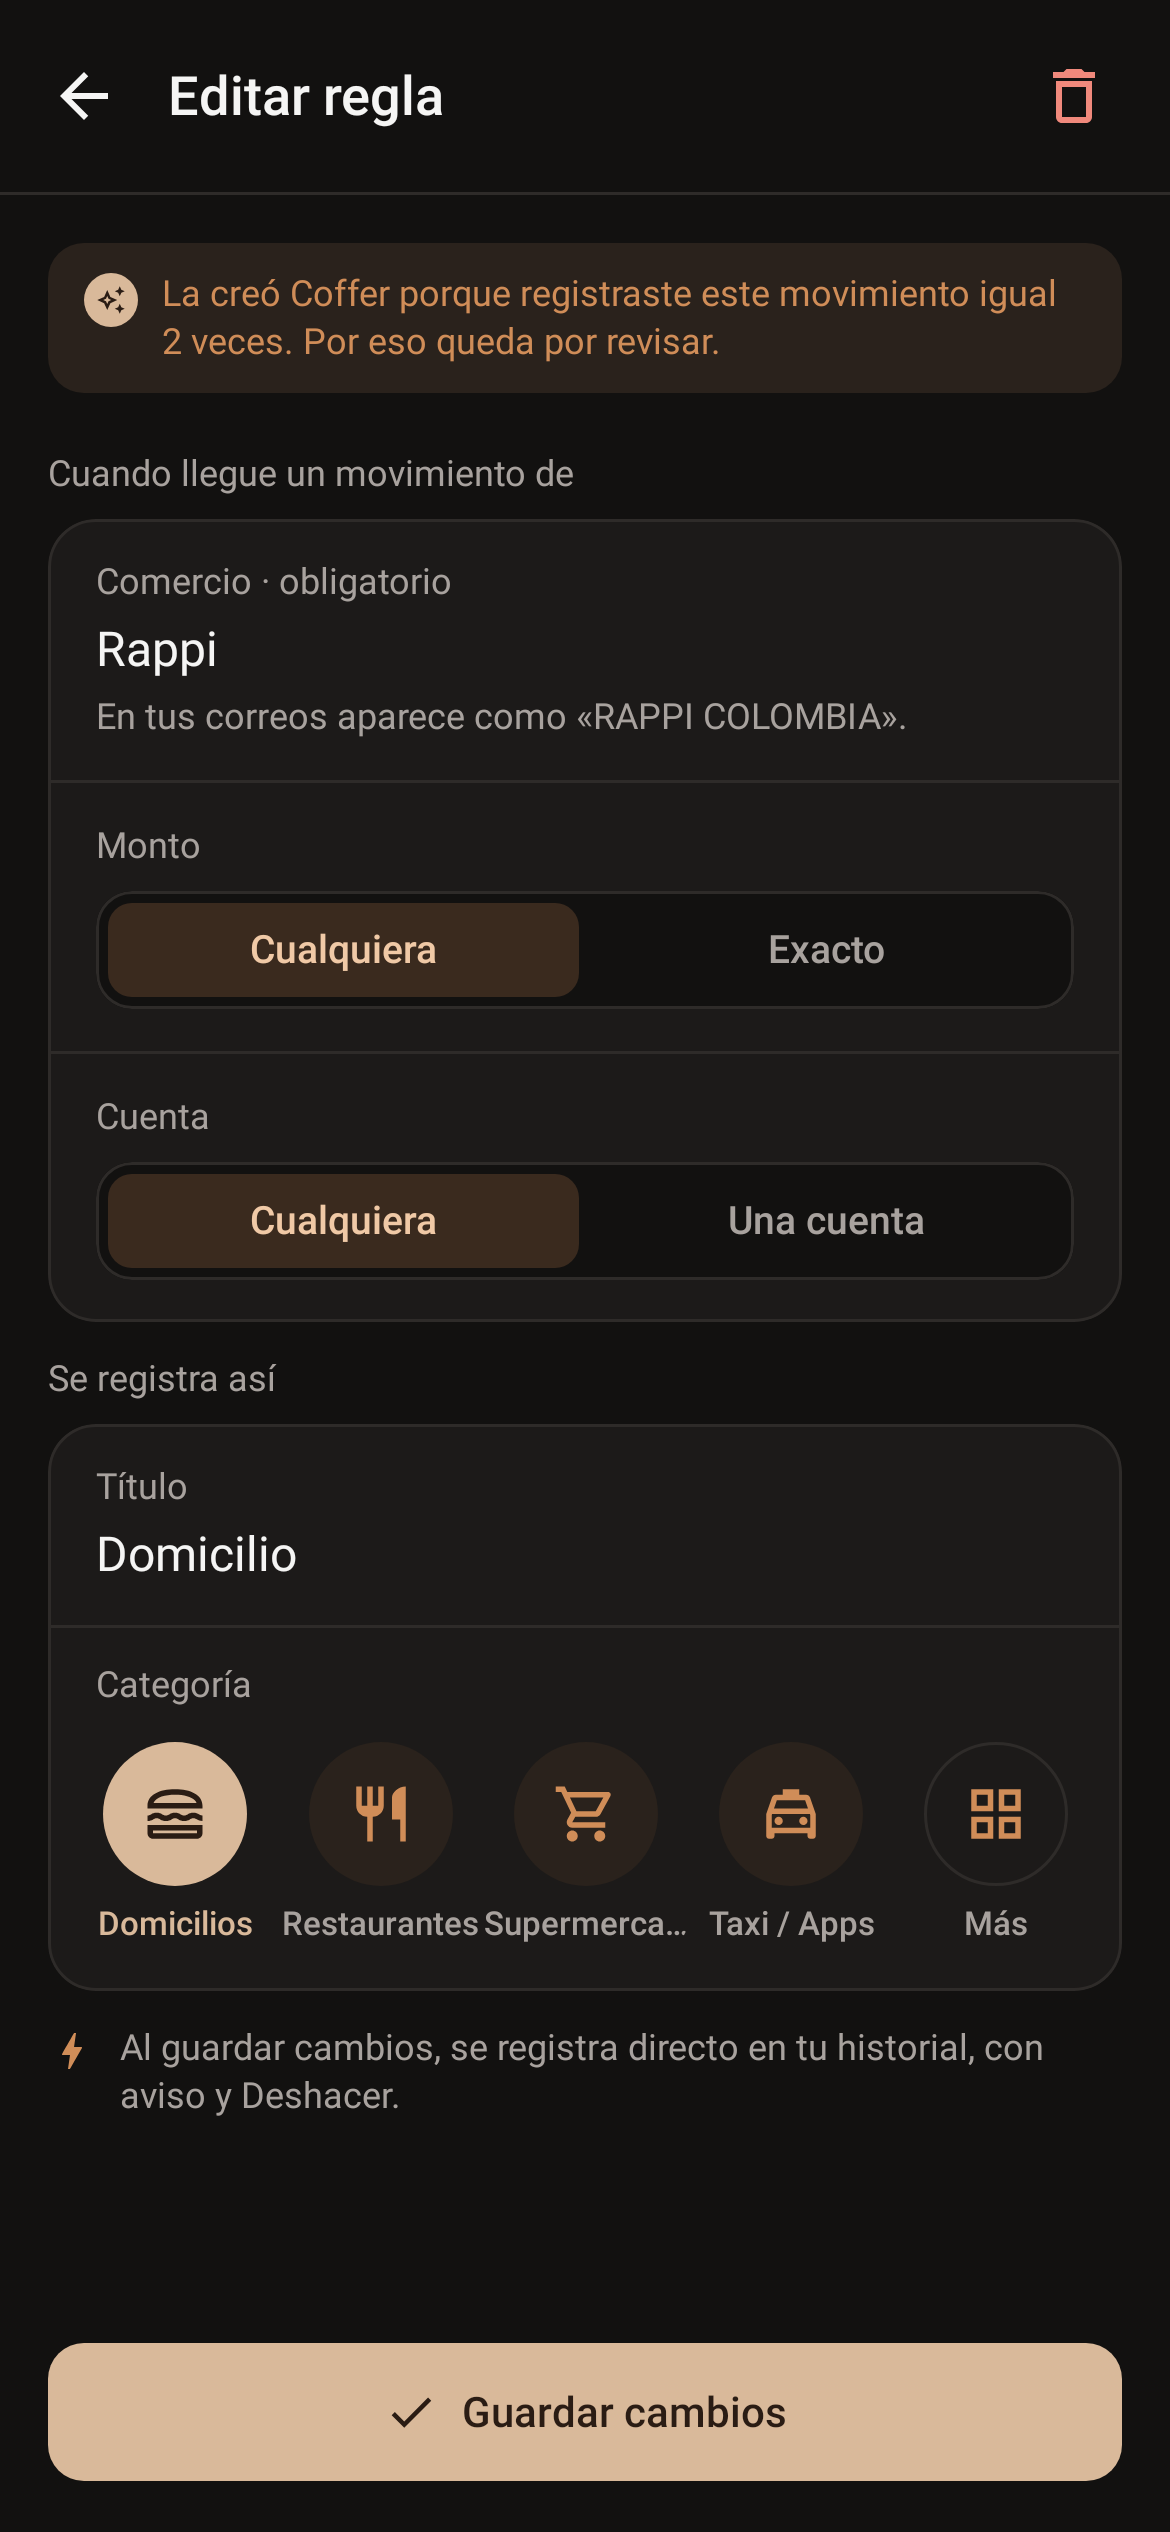 Editar regla
La creó Coffer porque registraste este movimiento igual
2 veces. Por eso queda por revisar.
Cuando llegue un movimiento de
Comercio · obligatorio
Rappi
En tus correos aparece como «RAPPI COLOMBIA».
Monto
Cualquiera
Exacto
Cuenta
Cualquiera
Una cuenta
Se registra así
Título
Domicilio
Categoría
Domicilios
Restaurantes
Supermerca...
Taxi / Apps
Más
Al guardar cambios, se registra directo en tu historial, con
aviso y Deshacer.
Guardar cambios